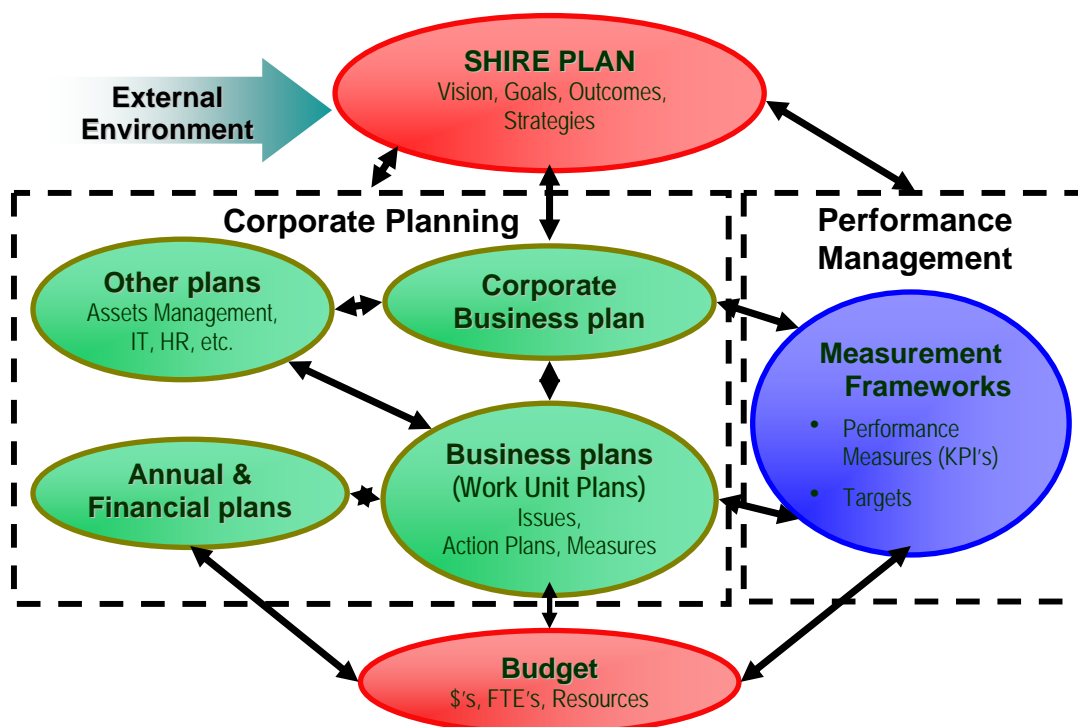 SHIRE PLAN
Vision, Goals, Outcomes,
Strategies
External
Environment
Corporate Planning
Performance
Management
Other plans
Assets Management,
IT, HR, etc.
Corporate
Business plan
Measurement
Frameworks
• Performance
Measures (KPI's)
• Targets
Annual &
Financial plans
Business plans
(Work Unit Plans)
Issues,
Action Plans, Measures
Budget
$'s, FTE's, Resources